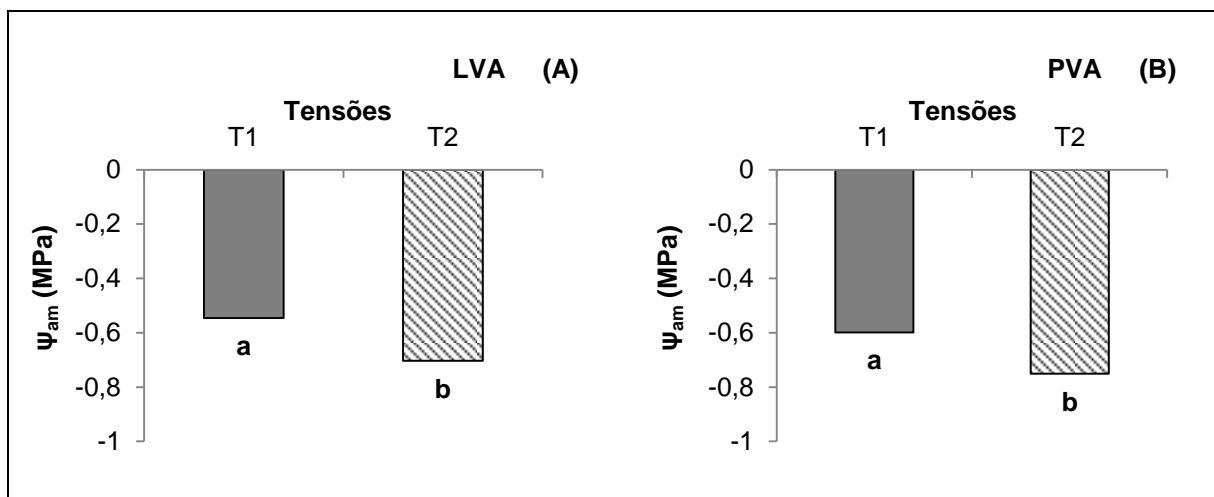 LVA (A)
Tensões
T1 T2
0
-0,2
-0,4
-0,6
-0,8
-1
Ψam (MPa)
a
b
PVA (B)
Tensões
T1 T2
0
-0,2
-0,4
-0,6
-0,8
-1
Ψam (MPa)
a
b